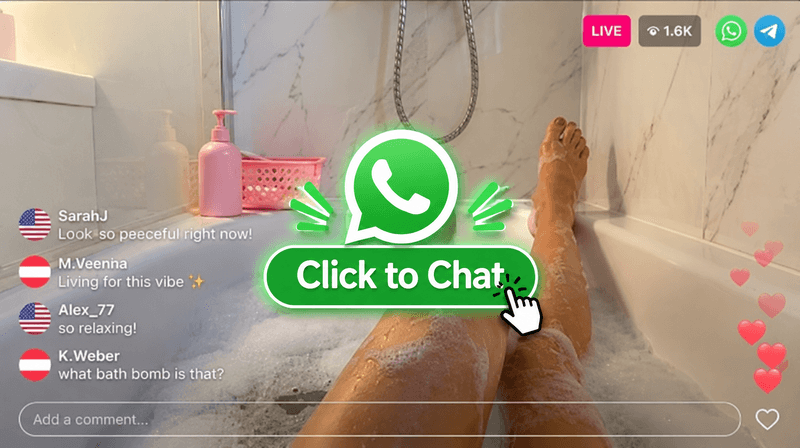 LIVE
1.6K
Click to Chat
SarahJ
Look so peeceful right now!
M.Veenha
Living for this vibe ✨
Alex_77
so relaxing!
K.Weber
what bath bomb is that?
Add a comment...